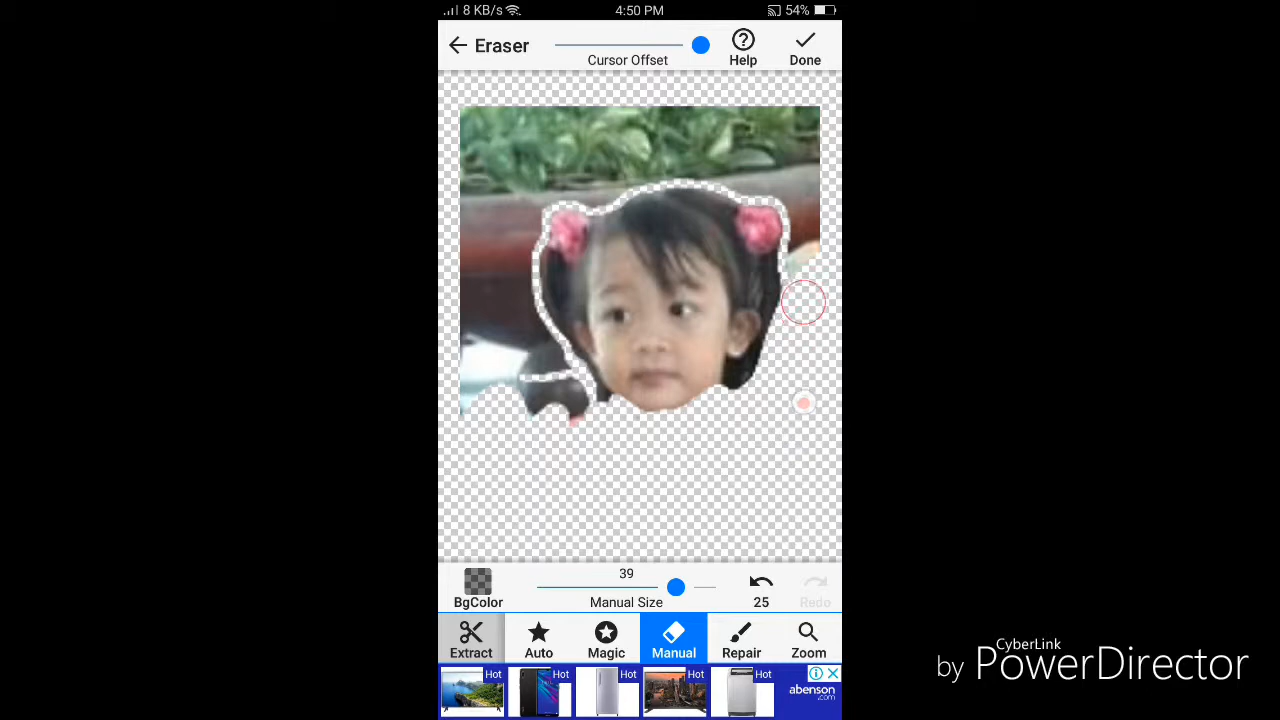 8 KB/s 4:50 PM 54%
Eraser Cursor Offset Help Done
39
BgColor Manual Size 25 Redo
Extract Auto Magic Manual Repair Zoom
Hot Hot Hot Hot Hot
abenson
.com
CyberLink
by PowerDirector